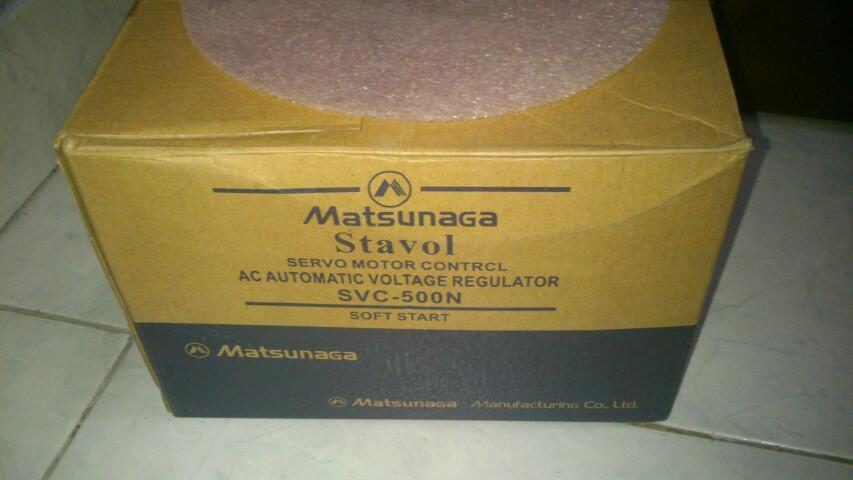 Matsunaga
Stavol
SERVO MOTOR CONTRCL
AC AUTOMATIC VOLTAGE REGULATOR
SVC-500N
SOFT START
Matsunaga
Matsunaga Manufacturing Co., Ltd.